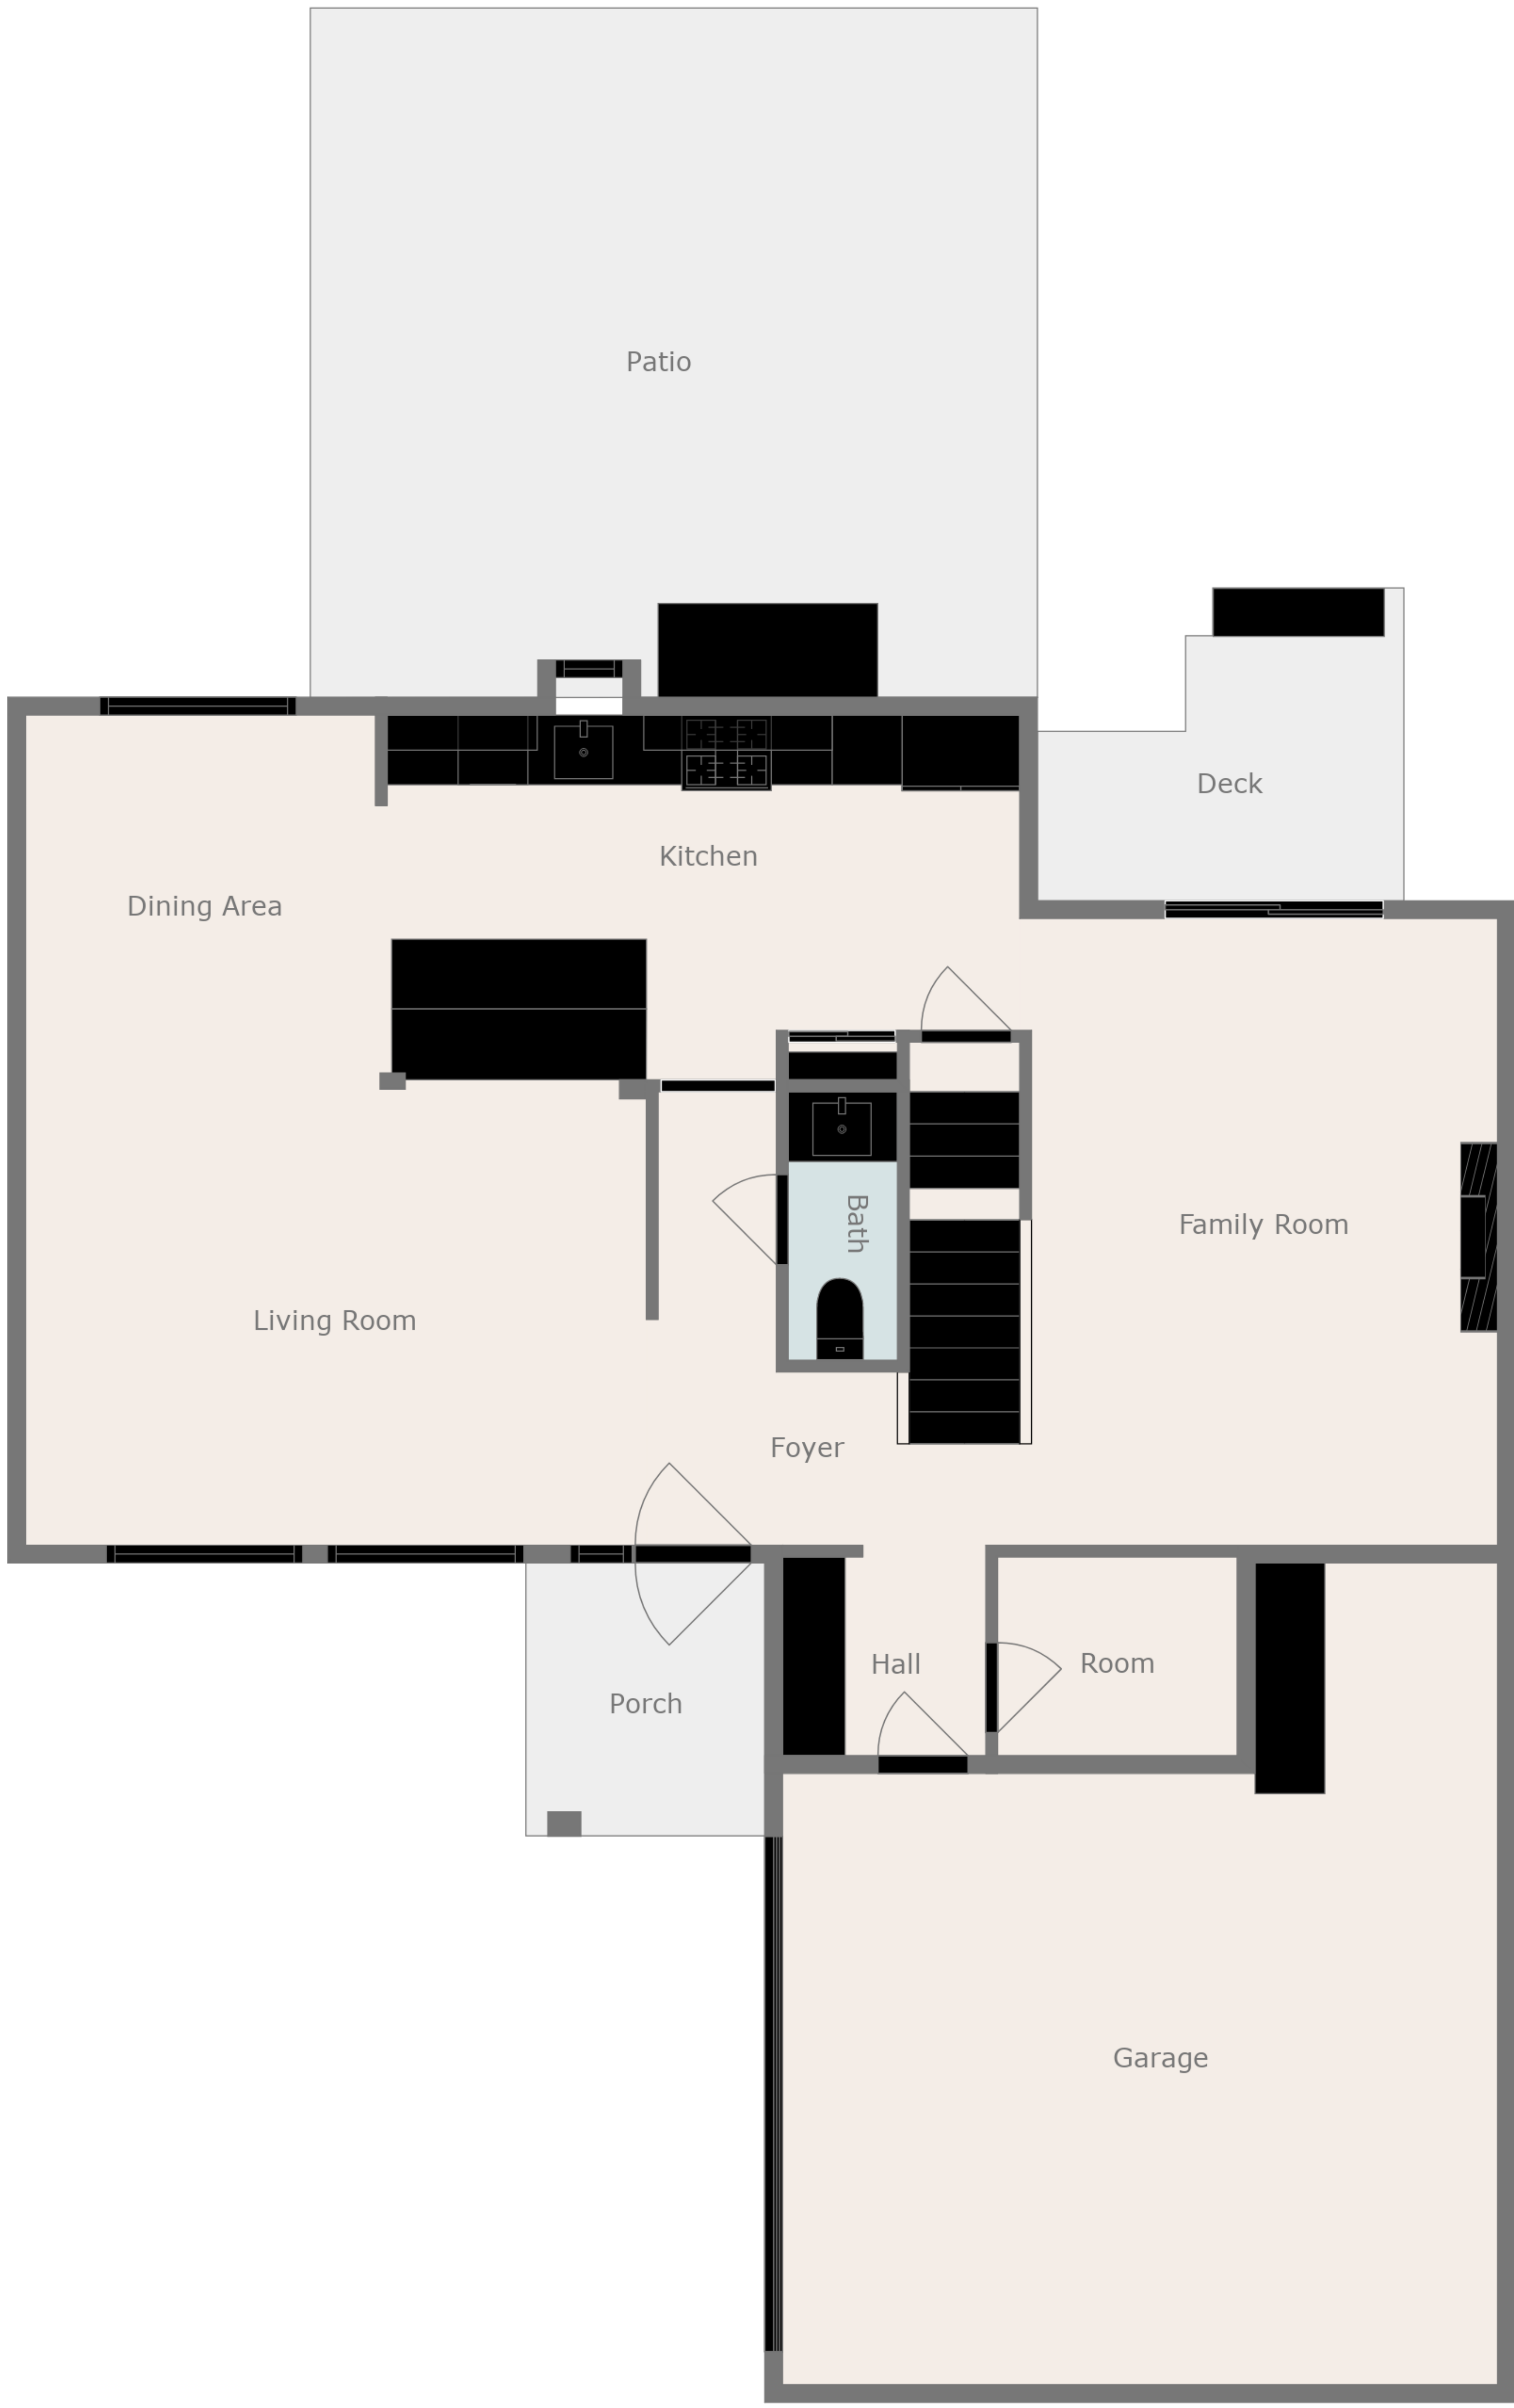 Patio
Deck
Kitchen
Dining Area
Bath
Family Room
Living Room
Foyer
Hall
Room
Porch
Garage